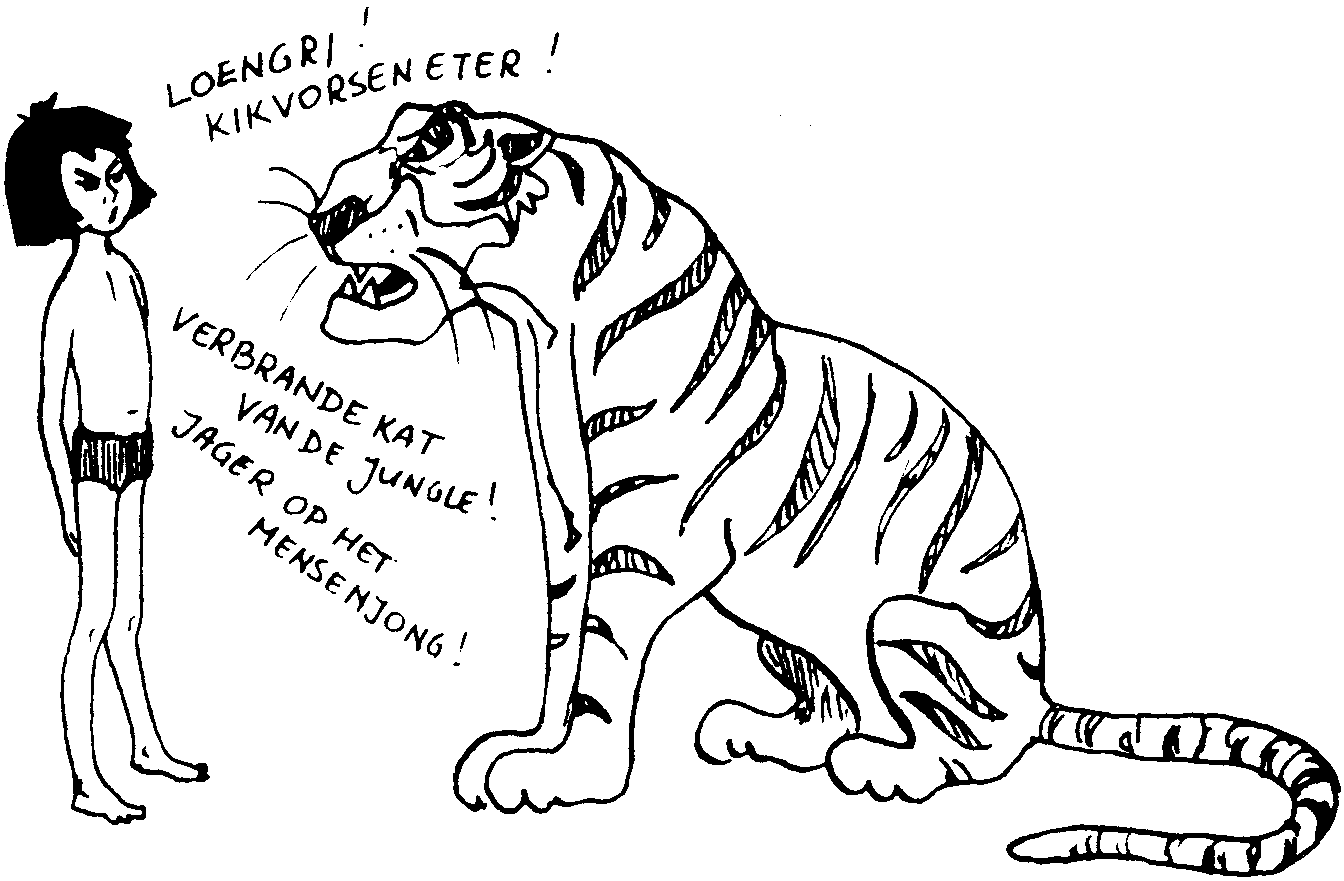 LOENGRI!
KIKVORSENETER!
VERBRANDE KAT
VAN DE JUNGLE!
JAGER OP HET
MENSENJONG!